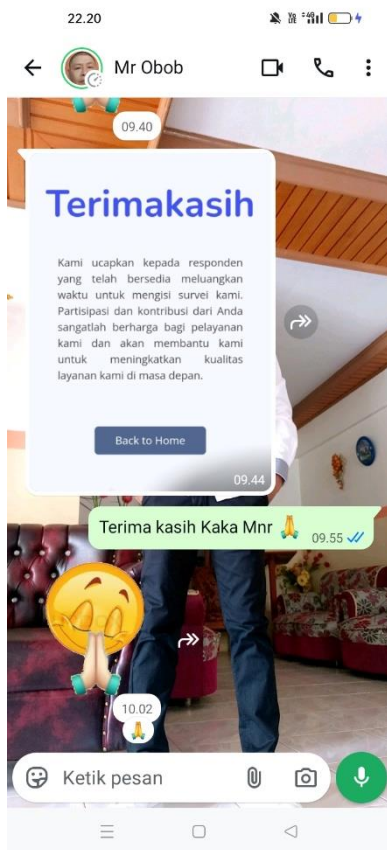 22.20
Mr Obob
09.40
Terimakasih
Kami ucapkan kepada responden
yang telah bersedia meluangkan
waktu untuk mengisi survei kami.
Partisipasi dan kontribusi dari Anda
sangatlah berharga bagi pelayanan
kami dan akan membantu kami
untuk meningkatkan kualitas
layanan kami di masa depan.
Back to Home
09.44
Terima kasih Kaka Mnr 🙏 09.55
10.02
Ketik pesan